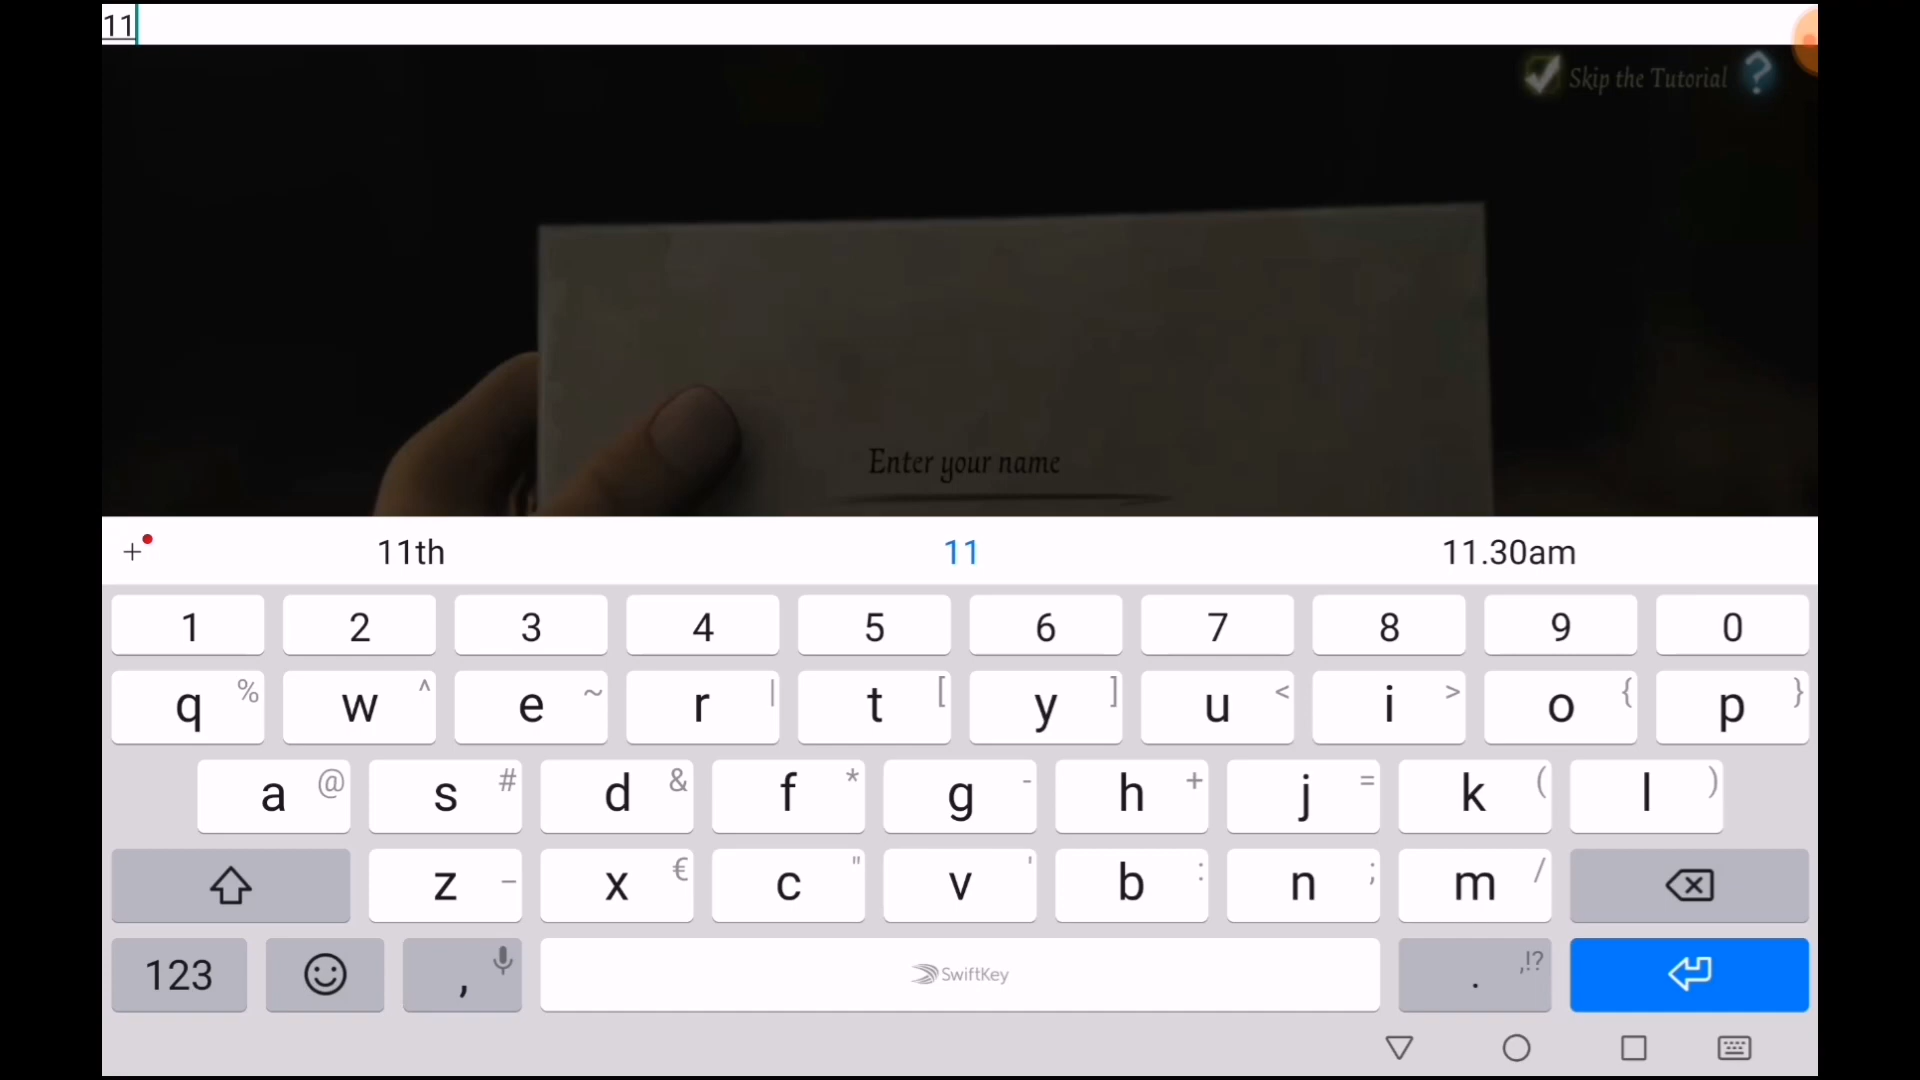 11
Skip the Tutorial ?
Enter your name
+ 11th 11 11.30am
1 2 3 4 5 6 7 8 9 0
q % w ^ e ~ r | t [ y ] u < i > o { p }
a @ s # d & f * g - h + j = k ( l )
z _ x € c " v ' b : n ; m /
123 , SwiftKey . ,!?